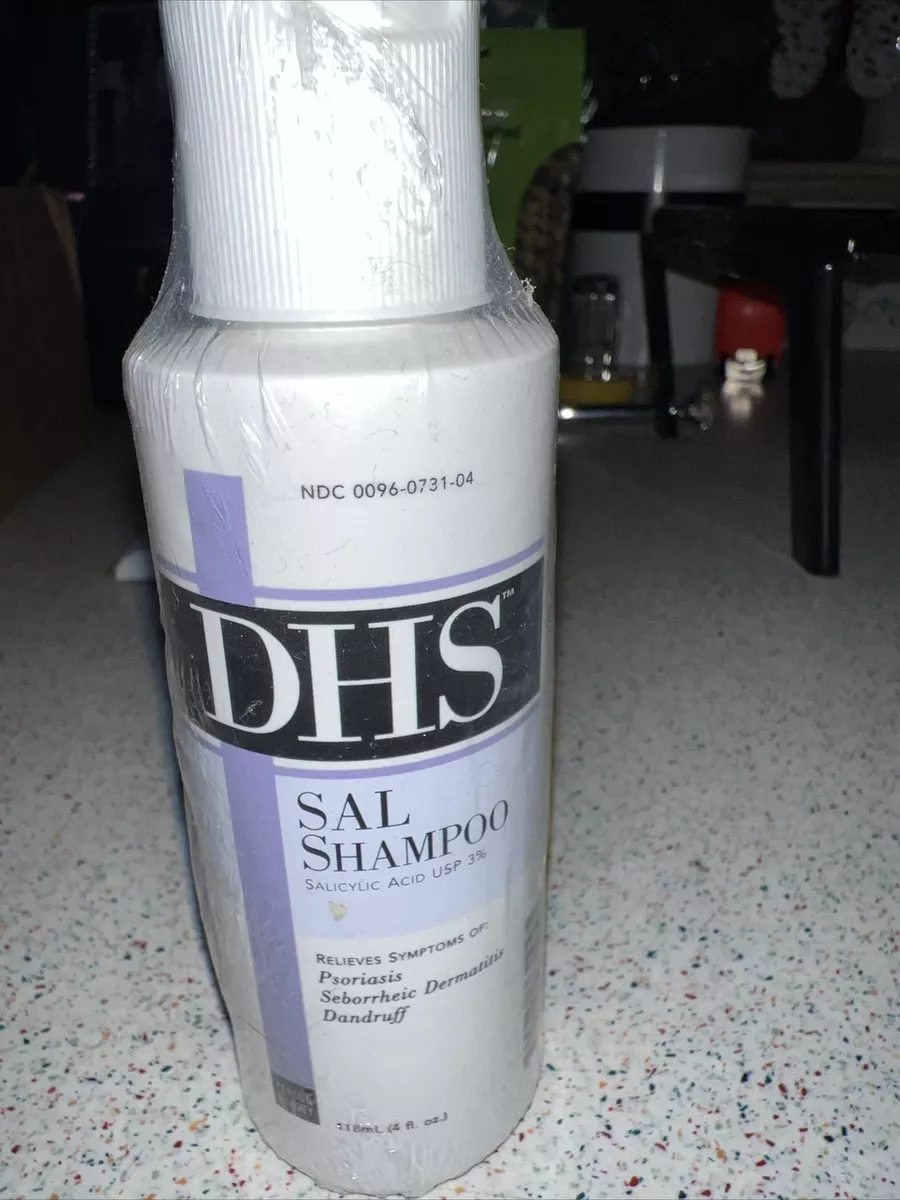 NDC 0096-0731-04
DHS™
SAL
SHAMPOO
SALICYLIC ACID USP 3%
RELIEVES SYMPTOMS OF:
Psoriasis
Seborrheic Dermatitis
Dandruff
118mL (4 fl. oz.)